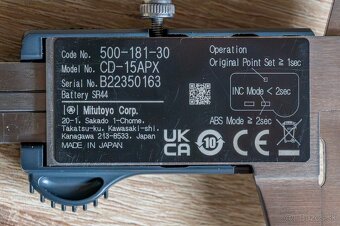 Code No. 500-181-30
Model No. CD-15APX
Serial No. B22350163
Battery SR44
Mitutoyo Corp.
20-1, Sakado 1-Chome,
Takatsu-ku, Kawasaki-shi,
Kanagawa 213-8533, Japan
MADE IN JAPAN
Operation
Original Point Set ≥ 1sec
INC Mode < 2sec
ABS Mode ≥ 2sec
UK
CA
10